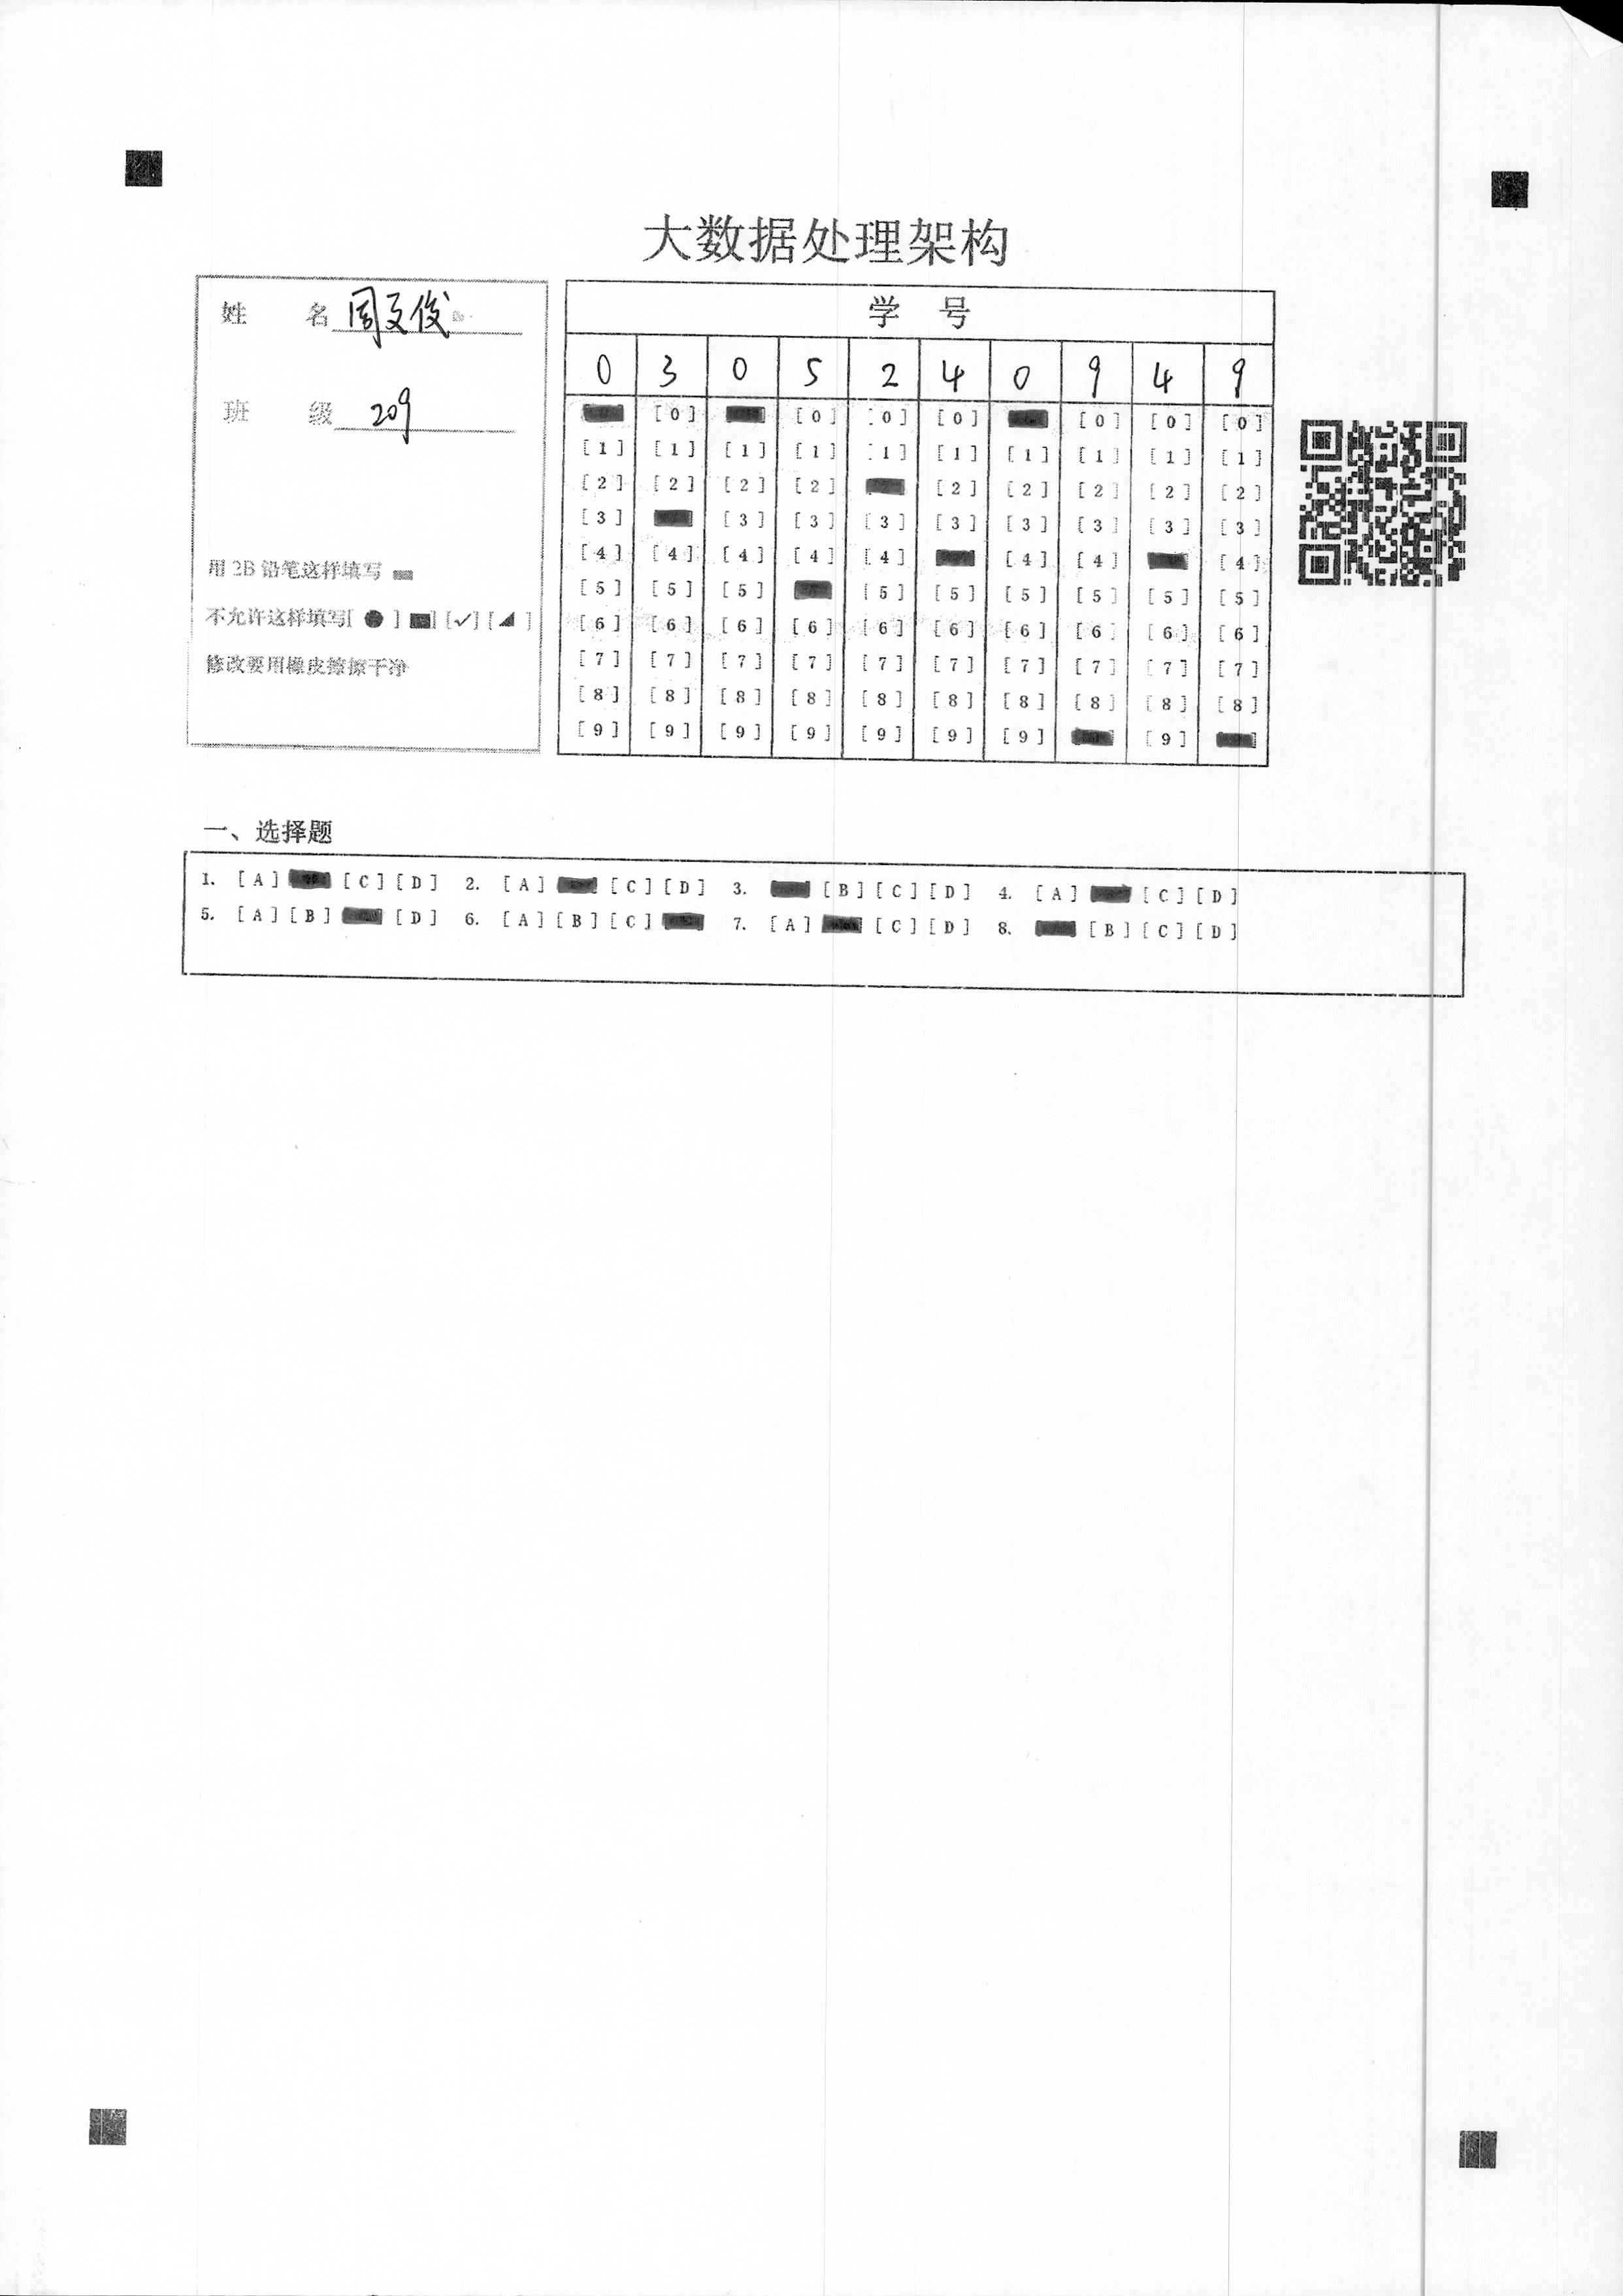 大数据处理架构
姓 名 周文俊
班 级 209
用 2B 铅笔这样填写
不允许这样填写[ ● ] ■] [✓] [◢ ]
修改要用橡皮擦擦干净
学 号
0 3 0 5 2 4 0 9 4 9
[0] [0] [0] [0] [0] [0] [0]
[1] [1] [1] [1] [1] [1] [1] [1] [1] [1]
[2] [2] [2] [2] [2] [2] [2] [2] [2]
[3] [3] [3] [3] [3] [3] [3] [3] [3]
[4] [4] [4] [4] [4] [4] [4] [4]
[5] [5] [5] [5] [5] [5] [5] [5] [5]
[6] [6] [6] [6] [6] [6] [6] [6] [6] [6]
[7] [7] [7] [7] [7] [7] [7] [7] [7] [7]
[8] [8] [8] [8] [8] [8] [8] [8] [8] [8]
[9] [9] [9] [9] [9] [9] [9] [9]
一、选择题
1. [A] [C] [D] 2. [A] [C] [D] 3. [B] [C] [D] 4. [A] [C] [D]
5. [A] [B] [D] 6. [A] [B] [C] 7. [A] [C] [D] 8. [B] [C] [D]